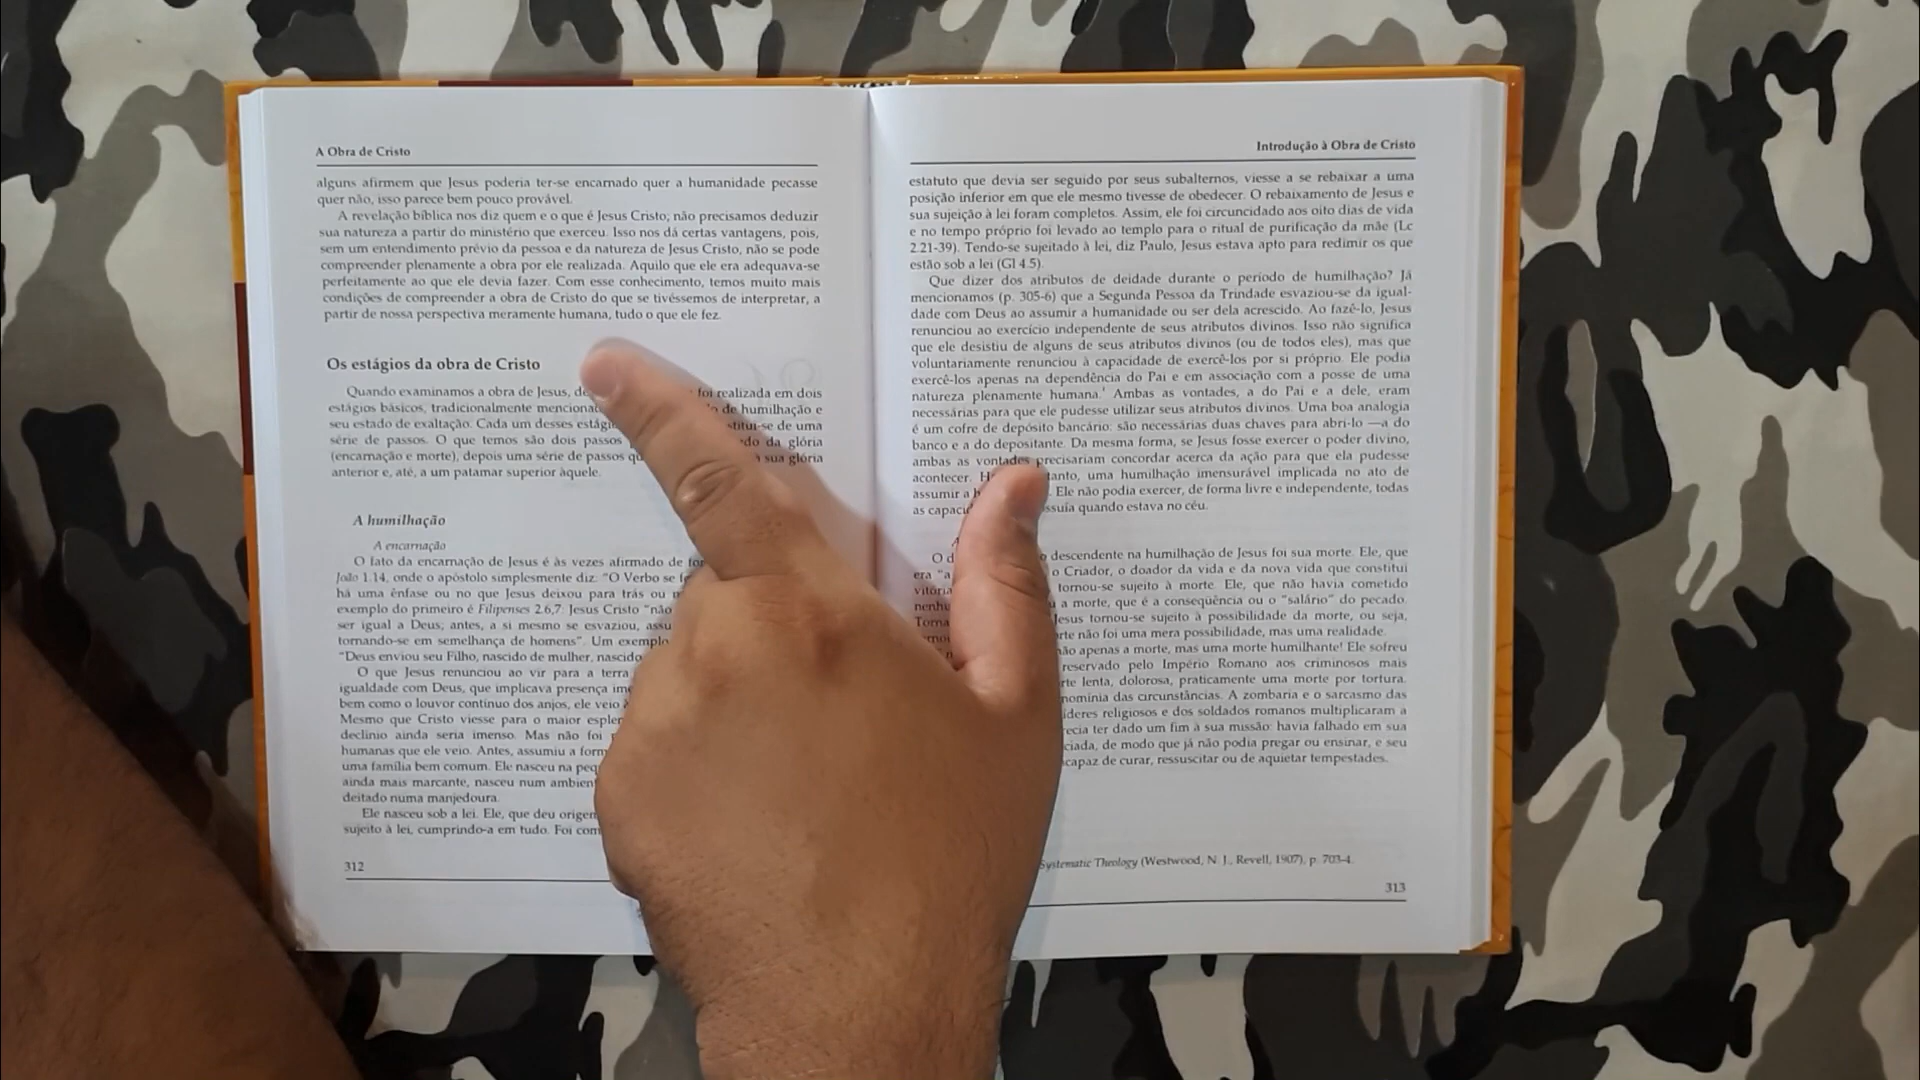 A Obra de Cristo
alguns afirmem que Jesus poderia ter-se encarnado quer a humanidade pecasse
quer não, isso parece bem pouco provável.
A revelação bíblica nos diz quem e o que é Jesus Cristo; não precisamos deduzir
sua natureza a partir do ministério que exerceu. Isso nos dá certas vantagens, pois,
sem um entendimento prévio da pessoa e da natureza de Jesus Cristo, não se pode
compreender plenamente a obra por ele realizada. Aquilo que ele era adequava-se
perfeitamente ao que ele devia fazer. Com esse conhecimento, temos muito mais
condições de compreender a obra de Cristo do que se tivéssemos de interpretar, a
partir de nossa perspectiva meramente humana, tudo o que ele fez.
Os estágios da obra de Cristo
Quando examinamos a obra de Jesus, foi realizada em dois
estágios básicos, tradicionalmente de humilhação e
seu estado de exaltação. Cada um desses de uma
série de passos. O que temos são dois passos da glória
(encarnação e morte), depois uma série de passos sua glória
anterior e, até, a um patamar superior àquele.
A humilhação
A encarnação
O fato da encarnação de Jesus é às vezes afirmado de
João 1.14, onde o apóstolo simplesmente diz: "O Verbo se
há uma ênfase ou no que Jesus deixou para trás ou
exemplo do primeiro é Filipenses 2.6,7: Jesus Cristo "não
ser igual a Deus; antes, a si mesmo se esvaziou,
tornando-se em semelhança de homens". Um exemplo
"Deus enviou seu Filho, nascido de mulher, nascido
O que Jesus renunciou ao vir para a terra
igualdade com Deus, que implicava presença
bem como o louvor contínuo dos anjos, ele veio
Mesmo que Cristo viesse para o maior
declínio ainda seria imenso. Mas não foi
humanas que ele veio. Antes, assumiu a
uma família bem comum. Ele nasceu na
ainda mais marcante, nasceu num
deitado numa manjedoura.
Ele nasceu sob a lei. Ele, que deu
sujeito à lei, cumprindo-a em tudo. Foi
312
Introdução à Obra de Cristo
estatuto que devia ser seguido por seus subalternos, viesse a se rebaixar a uma
posição inferior em que ele mesmo tivesse de obedecer. O rebaixamento de Jesus e
sua sujeição à lei foram completos. Assim, ele foi circuncidado aos oito dias de vida
e no tempo próprio foi levado ao templo para o ritual de purificação da mãe (Lc
2.21-39). Tendo-se sujeitado à lei, diz Paulo, Jesus estava apto para redimir os que
estão sob a lei (Gl 4.5).
Que dizer dos atributos de deidade durante o período de humilhação? Já
mencionamos (p. 305-6) que a Segunda Pessoa da Trindade esvaziou-se da igual-
dade com Deus ao assumir a humanidade ou ser dela acrescido. Ao fazê-lo, Jesus
renunciou ao exercício independente de seus atributos divinos. Isso não significa
que ele desistiu de alguns de seus atributos divinos (ou de todos eles), mas que
voluntariamente renunciou à capacidade de exercê-los por si próprio. Ele podia
exercê-los apenas na dependência do Pai e em associação com a posse de uma
natureza plenamente humana.¹ Ambas as vontades, a do Pai e a dele, eram
necessárias para que ele pudesse utilizar seus atributos divinos. Uma boa analogia
é um cofre de depósito bancário: são necessárias duas chaves para abri-lo —a do
banco e a do depositante. Da mesma forma, se Jesus fosse exercer o poder divino,
ambas as vontades precisariam concordar acerca da ação para que ela pudesse
acontecer. uma humilhação imensurável implicada no ato de
assumir a Ele não podia exercer, de forma livre e independente, todas
as quando estava no céu.
O descendente na humilhação de Jesus foi sua morte. Ele, que
era o Criador, o doador da vida e da nova vida que constitui
tornou-se sujeito à morte. Ele, que não havia cometido
a morte, que é a conseqüência ou o "salário" do pecado.
Jesus tornou-se sujeito à possibilidade da morte, ou seja,
não foi uma mera possibilidade, mas uma realidade.
não apenas a morte, mas uma morte humilhante! Ele sofreu
reservado pelo Império Romano aos criminosos mais
lenta, dolorosa, praticamente uma morte por tortura.
das circunstâncias. A zombaria e o sarcasmo das
religiosos e dos soldados romanos multiplicaram a
ter dado um fim à sua missão: havia falhado em sua
de modo que já não podia pregar ou ensinar, e seu
capaz de curar, ressuscitar ou de aquietar tempestades.
Systematic Theology (Westwood, N. J., Revell, 1907), p. 703-4.
313